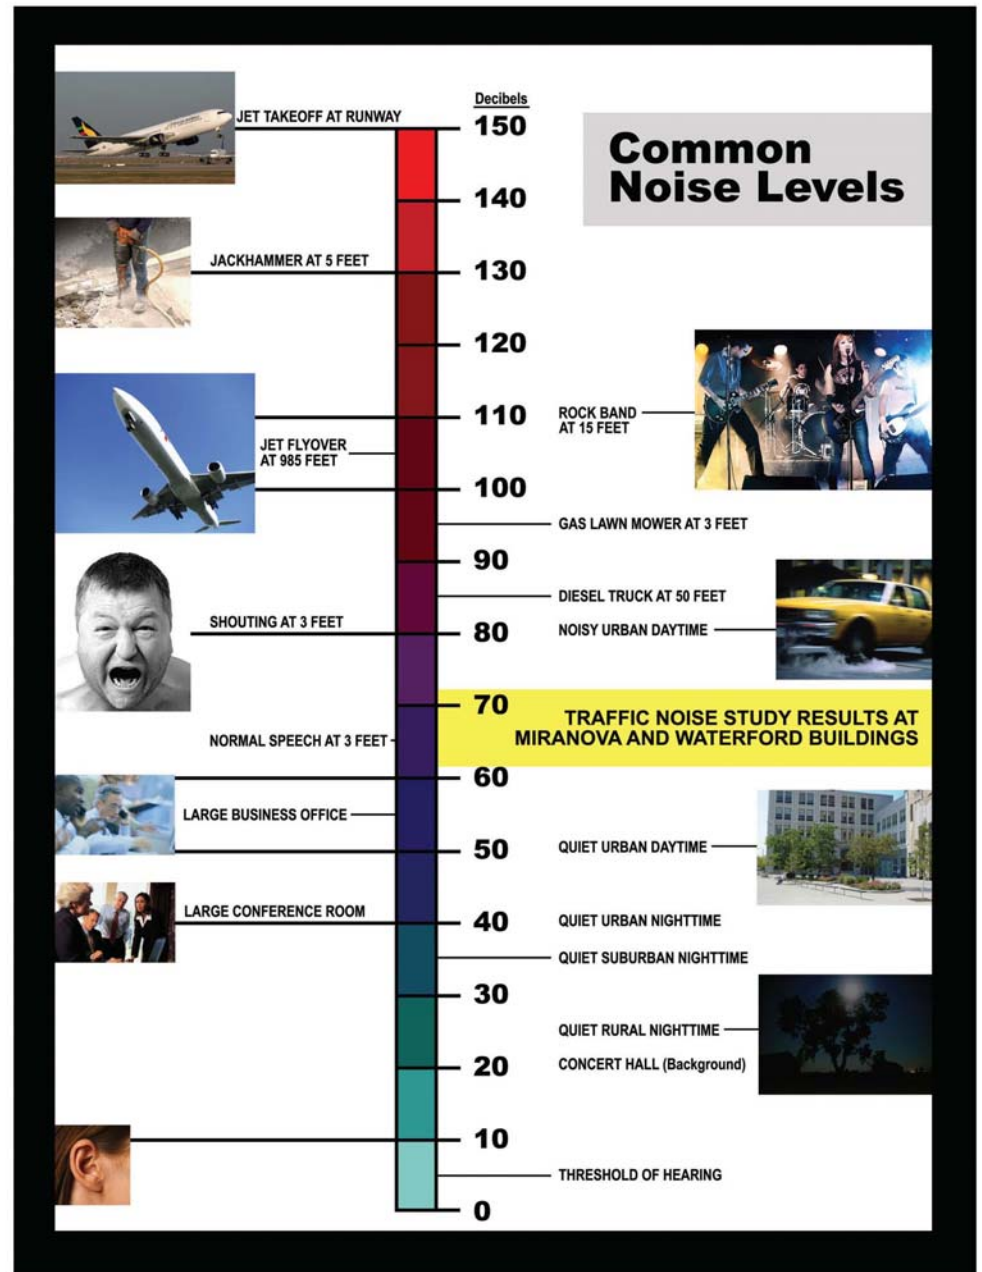 Decibels
JET TAKEOFF AT RUNWAY
150
Common
Noise Levels
140
JACKHAMMER AT 5 FEET
130
120
110
ROCK BAND
AT 15 FEET
JET FLYOVER
AT 985 FEET
100
GAS LAWN MOWER AT 3 FEET
90
DIESEL TRUCK AT 50 FEET
SHOUTING AT 3 FEET
80
NOISY URBAN DAYTIME
70
TRAFFIC NOISE STUDY RESULTS AT
MIRANOVA AND WATERFORD BUILDINGS
NORMAL SPEECH AT 3 FEET
60
LARGE BUSINESS OFFICE
50
QUIET URBAN DAYTIME
LARGE CONFERENCE ROOM
40
QUIET URBAN NIGHTTIME
QUIET SUBURBAN NIGHTTIME
30
QUIET RURAL NIGHTTIME
20
CONCERT HALL (Background)
10
THRESHOLD OF HEARING
0